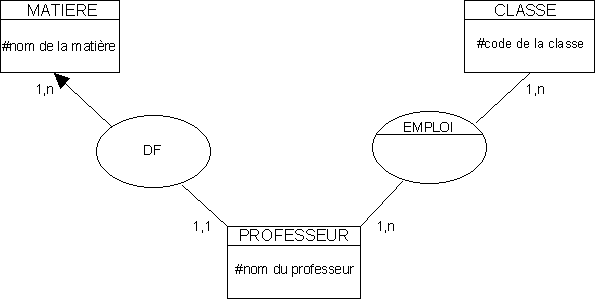 MATIERE
#nom de la matière
1,n
DF
1,1
CLASSE
#code de la classe
1,n
EMPLOI
1,n
PROFESSEUR
#nom du professeur